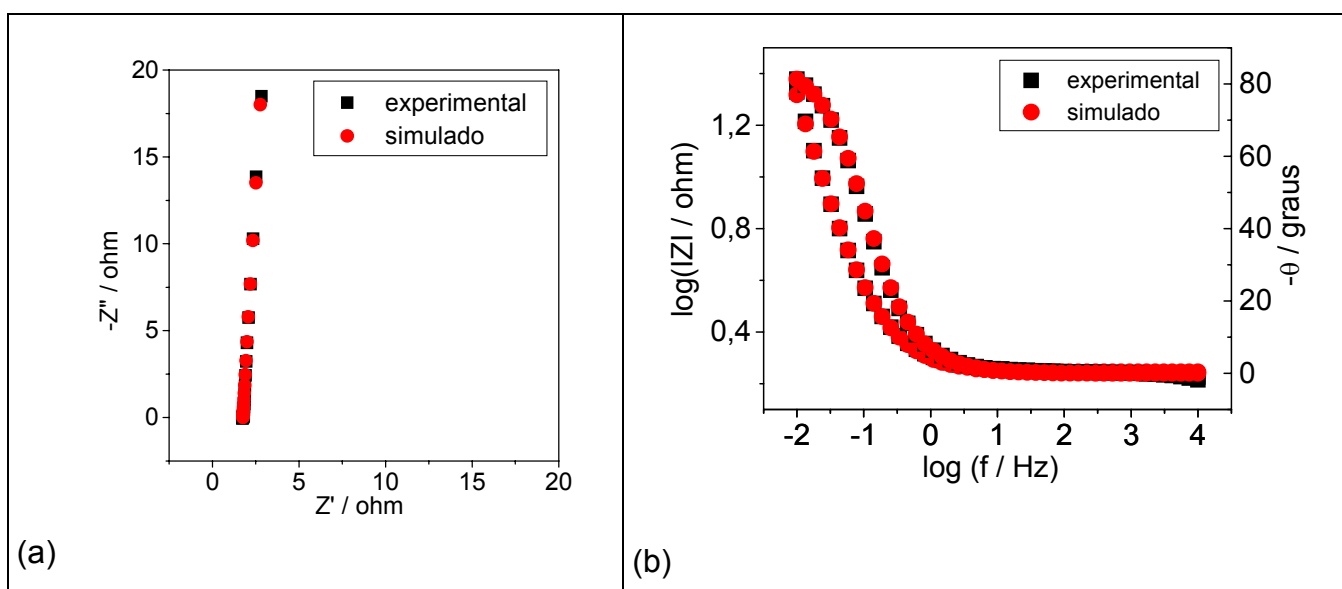 20
15
10
5
0
-Z" / ohm
0 5 10 15 20
Z' / ohm
experimental
simulado
(a)
1,2
0,8
0,4
log(IZI / ohm)
-2 -1 0 1 2 3 4
log (f / Hz)
80
60
40
20
0
-θ / graus
experimental
simulado
(b)